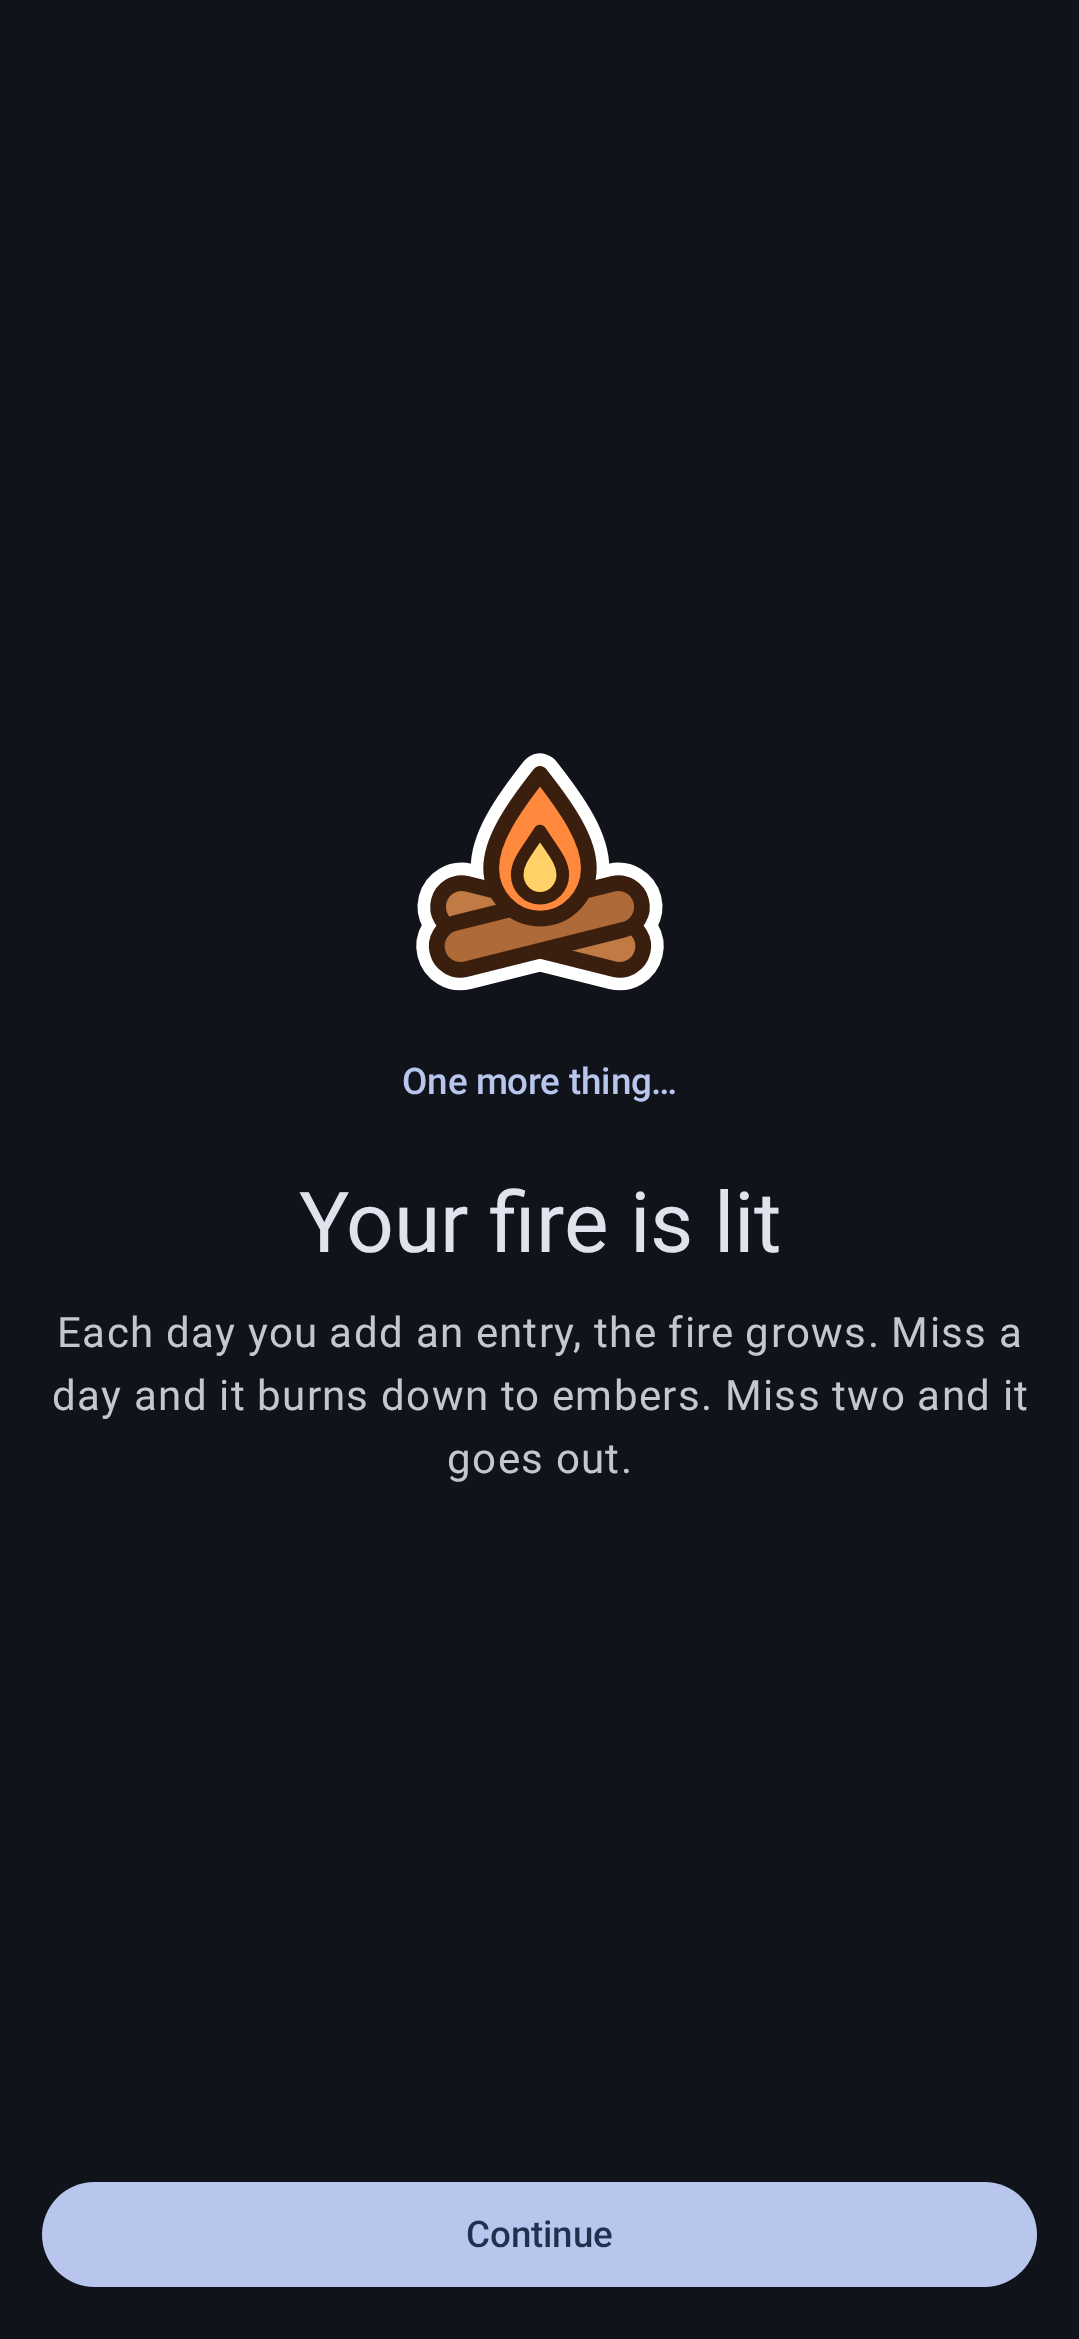 One more thing...
Your fire is lit
Each day you add an entry, the fire grows. Miss a
day and it burns down to embers. Miss two and it
goes out.
Continue